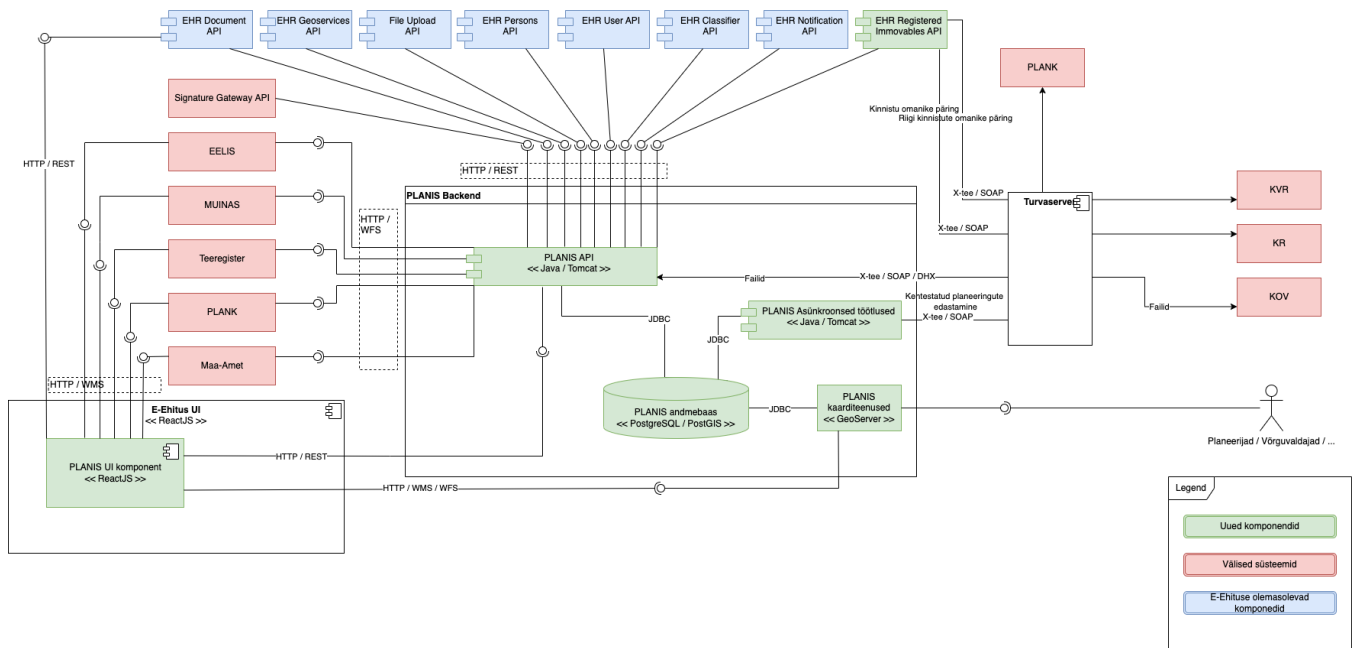 EHR Document
API
EHR Geoservices
API
File Upload
API
EHR Persons
API
EHR User API
EHR Classifier
API
EHR Notification
API
EHR Registered
Immovables API
PLANK
Signature Gateway API
Kinnistu omanike päring
Riigi kinnistute omanike päring
EELIS
HTTP / REST
HTTP / REST
MUINAS
PLANIS Backend
X-tee / SOAP
Turvaserver
KVR
HTTP /
WFS
X-tee / SOAP
KR
Teeregister
PLANIS API
<< Java / Tomcat >>
Failid
X-tee / SOAP / DHX
KOV
Failid
PLANK
JDBC
PLANIS Asünkroonsed töötlused
<< Java / Tomcat >>
Kentestatud planeeringute
edastamine
X-tee / SOAP
JDBC
Maa-Amet
HTTP / WMS
E-Ehitus UI
<< ReactJS >>
PLANIS andmebaas
<< PostgreSQL / PostGIS >>
JDBC
PLANIS
kaarditeenused
<< GeoServer >>
Planeerijad / Võrguvaldajad / ...
PLANIS UI komponent
<< ReactJS >>
HTTP / REST
HTTP / WMS / WFS
Legend
Uued komponendid
Välised süsteemid
E-Ehituse olemasolevad
komponedid